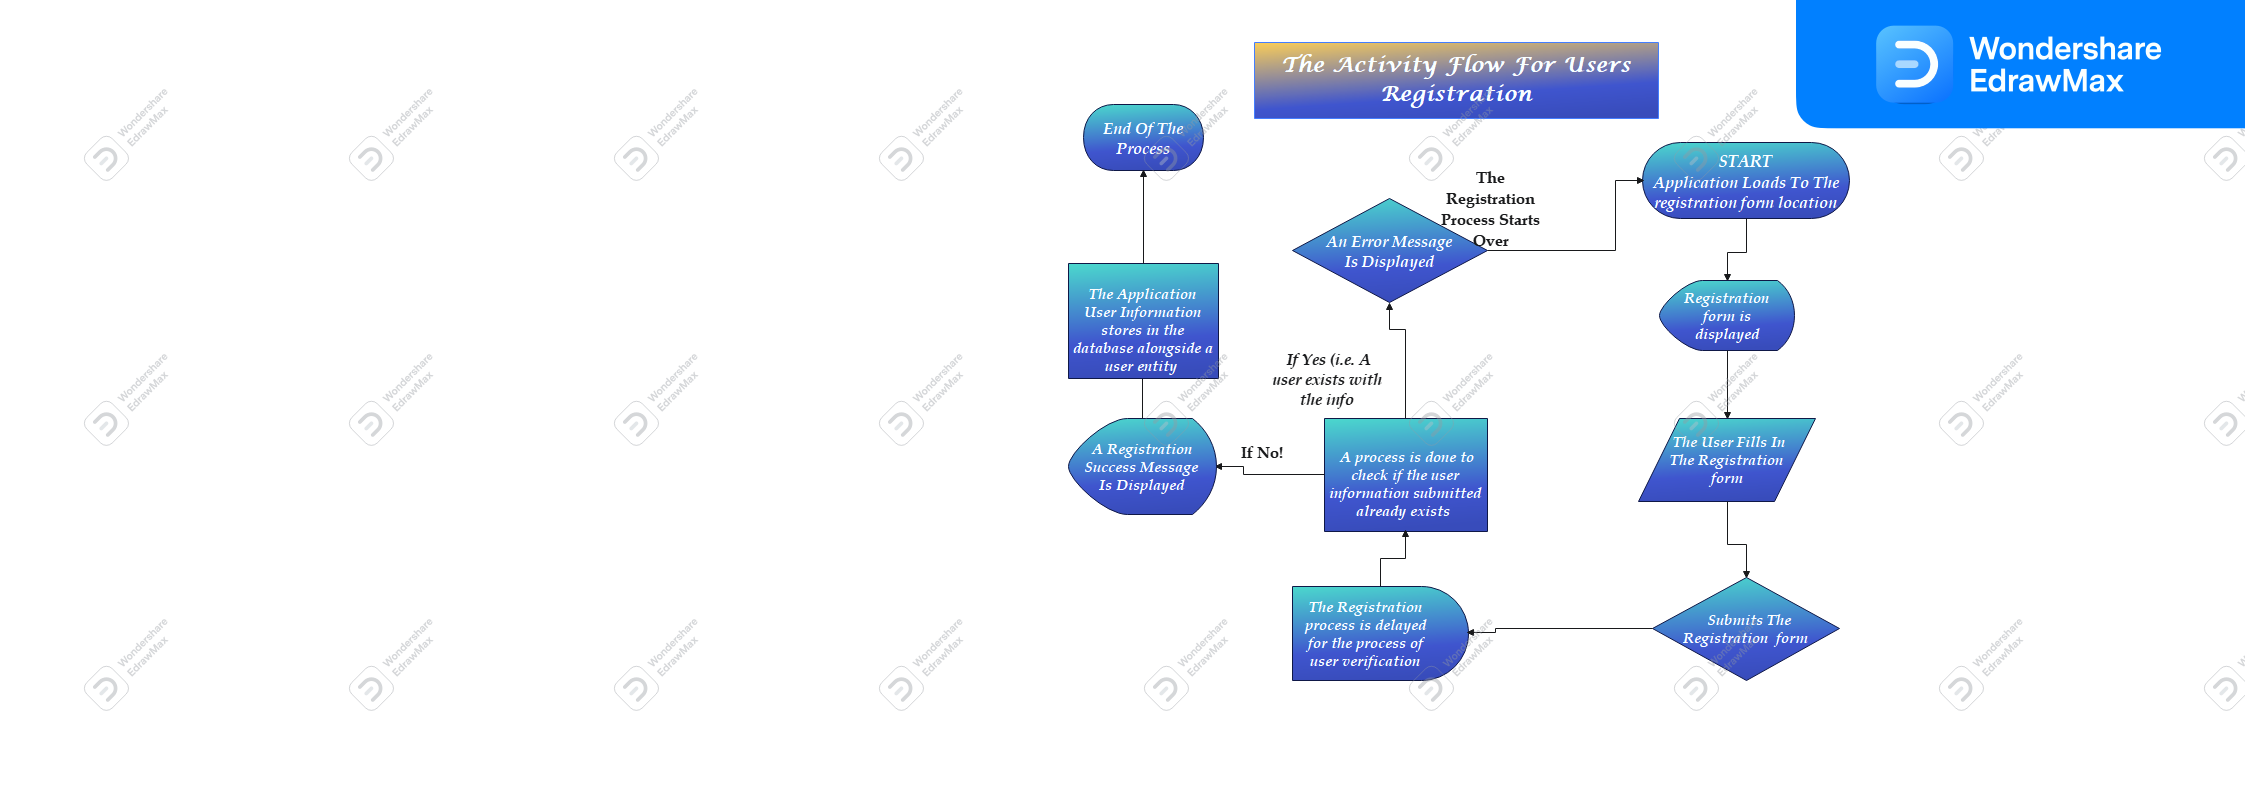 Wondershare
EdrawMax
The Activity Flow For Users
Registration
START
Application Loads To The
registration form location
Registration
form is
displayed
The User Fills In
The Registration
form
Submits The
Registration form
The Registration
process is delayed
for the process of
user verification
A process is done to
check if the user
information submitted
already exists
If Yes (i.e. A
user exists with
the info
An Error Message
Is Displayed
The
Registration
Process Starts
Over
If No!
A Registration
Success Message
Is Displayed
The Application
User Information
stores in the
database alongside a
user entity
End Of The
Process